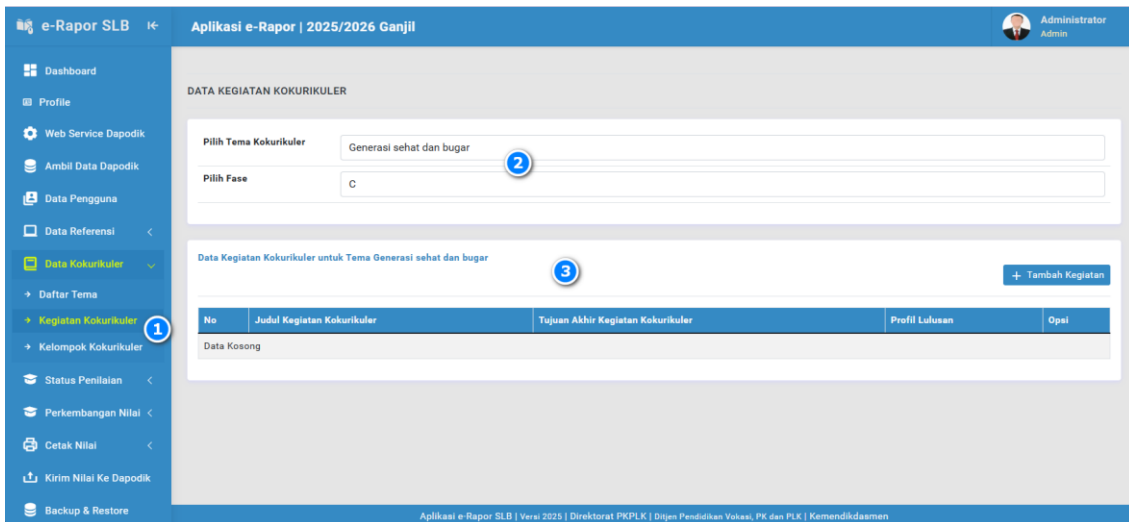 e-Rapor SLB
Aplikasi e-Rapor | 2025/2026 Ganjil
Administrator
Admin
Dashboard
Profile
Web Service Dapodik
Ambil Data Dapodik
Data Pengguna
Data Referensi
Data Kokurikuler
Daftar Tema
Kegiatan Kokurikuler
1
Kelompok Kokurikuler
Status Penilaian
Perkembangan Nilai
Cetak Nilai
Kirim Nilai Ke Dapodik
Backup & Restore
DATA KEGIATAN KOKURIKULER
Pilih Tema Kokurikuler
Generasi sehat dan bugar
2
Pilih Fase
C
Data Kegiatan Kokurikuler untuk Tema Generasi sehat dan bugar
3
+ Tambah Kegiatan
No Judul Kegiatan Kokurikuler Tujuan Akhir Kegiatan Kokurikuler Profil Lulusan Opsi
Data Kosong
Aplikasi e-Rapor SLB | Versi 2025 | Direktorat PKPLK | Ditjen Pendidikan Vokasi, PK dan PLK | Kemendikdasmen